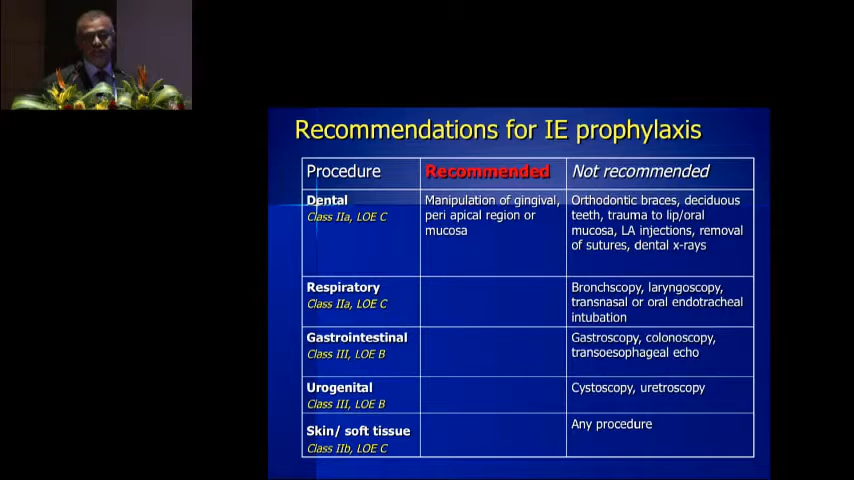 Recommendations for IE prophylaxis
Procedure
Recommended
Not recommended
Dental
Class IIa, LOE C
Manipulation of gingival,
peri apical region or
mucosa
Orthodontic braces, deciduous
teeth, trauma to lip/oral
mucosa, LA injections, removal
of sutures, dental x-rays
Respiratory
Class IIa, LOE C
Bronchscopy, laryngoscopy,
transnasal or oral endotracheal
intubation
Gastrointestinal
Class III, LOE B
Gastroscopy, colonoscopy,
transoesophageal echo
Urogenital
Class III, LOE B
Cystoscopy, uretroscopy
Skin/ soft tissue
Class IIb, LOE C
Any procedure